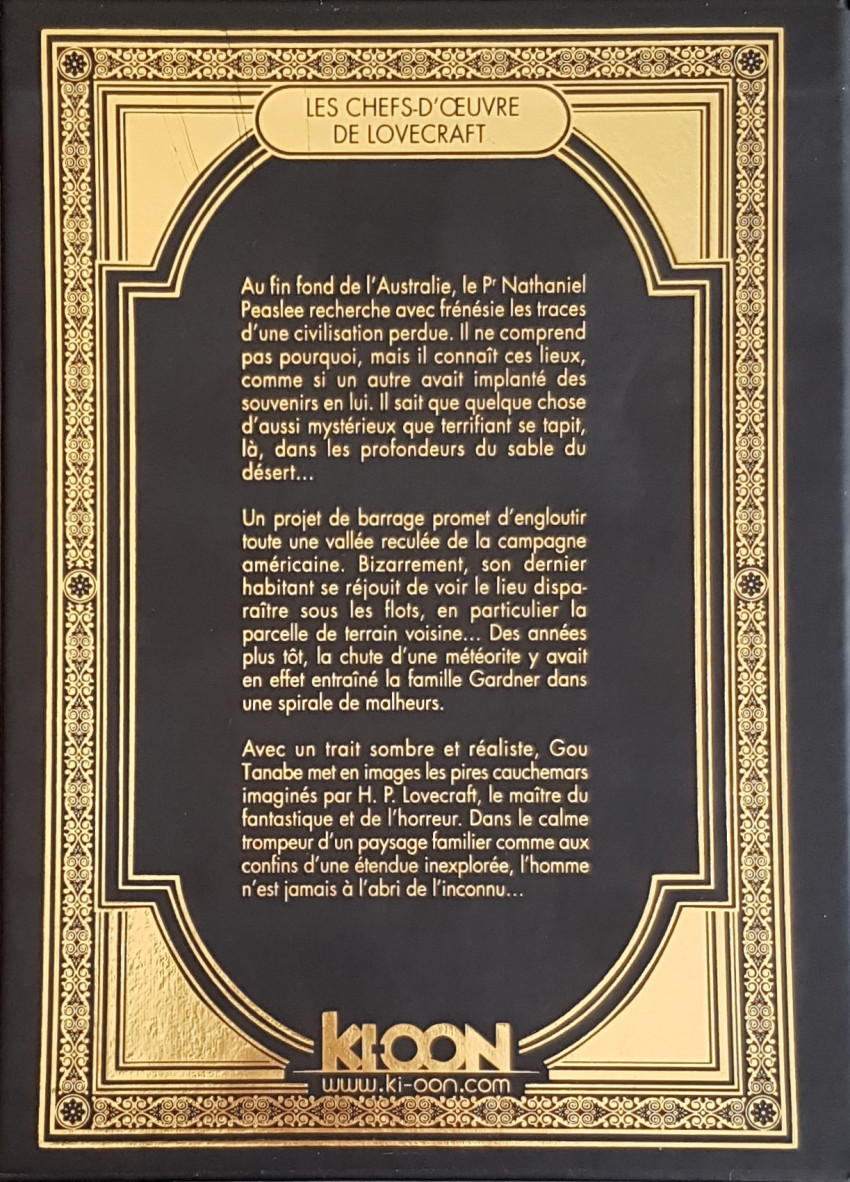 LES CHEFS-D'ŒUVRE
DE LOVECRAFT
Au fin fond de l'Australie, le Pr Nathaniel
Peaslee recherche avec frénésie les traces
d'une civilisation perdue. Il ne comprend
pas pourquoi, mais il connaît ces lieux,
comme si un autre avait implanté des
souvenirs en lui. Il sait que quelque chose
d'aussi mystérieux que terrifiant se tapit,
là, dans les profondeurs du sable du
désert...
Un projet de barrage promet d'engloutir
toute une vallée reculée de la campagne
américaine. Bizarrement, son dernier
habitant se réjouit de voir le lieu dispa-
raître sous les flots, en particulier la
parcelle de terrain voisine... Des années
plus tôt, la chute d'une météorite y avait
en effet entraîné la famille Gardner dans
une spirale de malheurs.
Avec un trait sombre et réaliste, Gou
Tanabe met en images les pires cauchemars
imaginés par H. P. Lovecraft, le maître du
fantastique et de l'horreur. Dans le calme
trompeur d'un paysage familier comme aux
confins d'une étendue inexplorée, l'homme
n'est jamais à l'abri de l'inconnu...
KI-OON
www.ki-oon.com